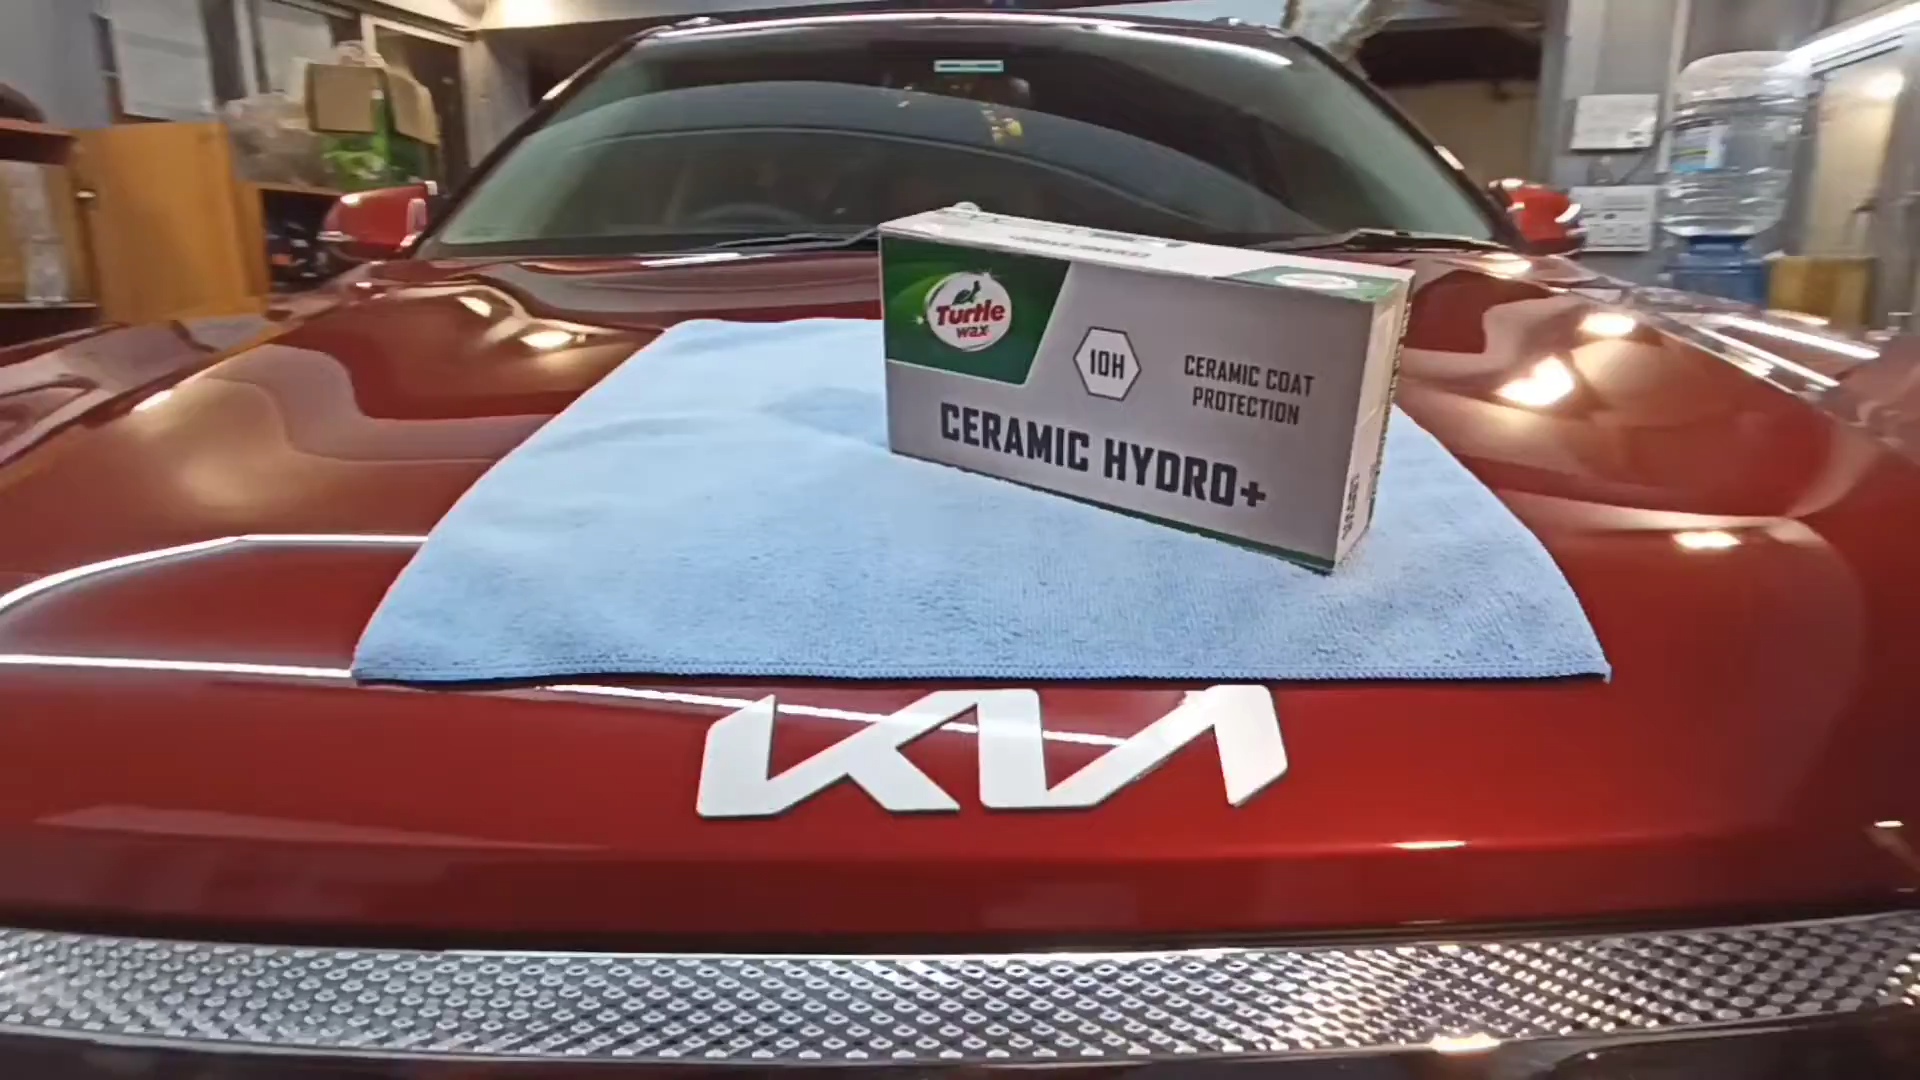 Turtle
wax
10H
CERAMIC COAT
PROTECTION
CERAMIC HYDRO+
KIA